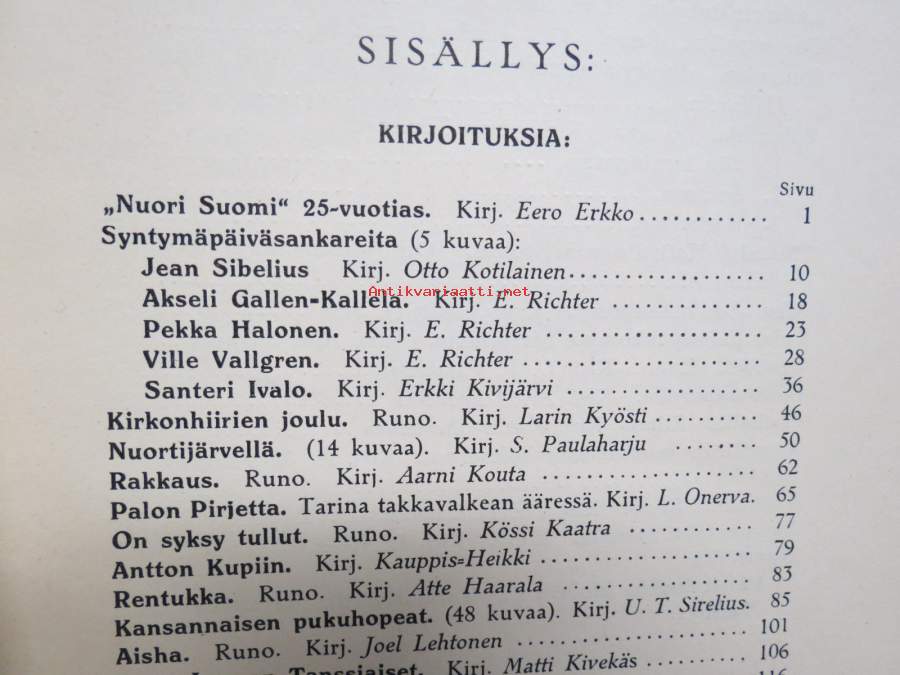 SISÄLLYS:
KIRJOITUKSIA:
Sivu
„Nuori Suomi“ 25-vuotias. Kirj. Eero Erkko ............ 1
Syntymäpäiväsankareita (5 kuvaa):
Jean Sibelius Kirj. Otto Kotilainen ................ 10
Antikvariaatti.net
Akseli Gallen-Kallela. Kirj. E. Richter ............. 18
Pekka Halonen. Kirj. E. Richter .................. 23
Ville Vallgren. Kirj. E. Richter .................... 28
Santeri Ivalo. Kirj. Erkki Kivijärvi ................ 36
Kirkonhiirien joulu. Runo. Kirj. Larin Kyösti .......... 46
Nuortijärvellä. (14 kuvaa). Kirj. S. Paulaharju ........ 50
Rakkaus. Runo. Kirj. Aarni Kouta .................. 62
Palon Pirjetta. Tarina takkavalkean ääressä. Kirj. L. Onerva. 65
On syksy tullut. Runo. Kirj. Kössi Kaatra ............ 77
Antton Kupiin. Kirj. Kauppis-Heikki .................. 79
Rentukka. Runo. Kirj. Atte Haarala ................ 83
Kansannaisen pukuhopeat. (48 kuvaa). Kirj. U. T. Sirelius. 85
Aisha. Runo. Kirj. Joel Lehtonen .................... 101
Tanssiaiset. Kirj. Matti Kivekäs .......... 106
116